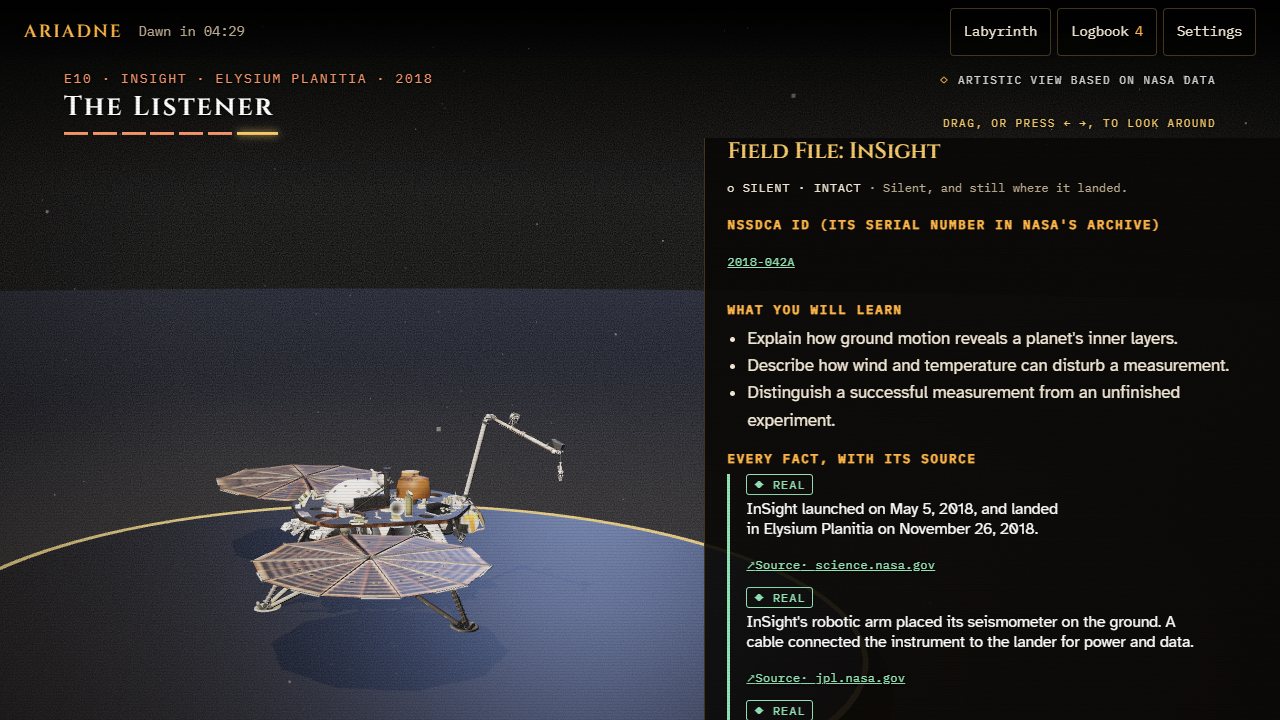 ARIADNE Dawn in 04:29
Labyrinth
Logbook 4
Settings
E10 · INSIGHT · ELYSIUM PLANITIA · 2018
The Listener
◇ ARTISTIC VIEW BASED ON NASA DATA
DRAG, OR PRESS ← →, TO LOOK AROUND
Field File: InSight
o SILENT · INTACT · Silent, and still where it landed.
NSSDCA ID (ITS SERIAL NUMBER IN NASA'S ARCHIVE)
2018-042A
WHAT YOU WILL LEARN
• Explain how ground motion reveals a planet's inner layers.
• Describe how wind and temperature can disturb a measurement.
• Distinguish a successful measurement from an unfinished
experiment.
EVERY FACT, WITH ITS SOURCE
◆ REAL
InSight launched on May 5, 2018, and landed
in Elysium Planitia on November 26, 2018.
↗Source· science.nasa.gov
◆ REAL
InSight's robotic arm placed its seismometer on the ground. A
cable connected the instrument to the lander for power and data.
↗Source· jpl.nasa.gov
◆ REAL